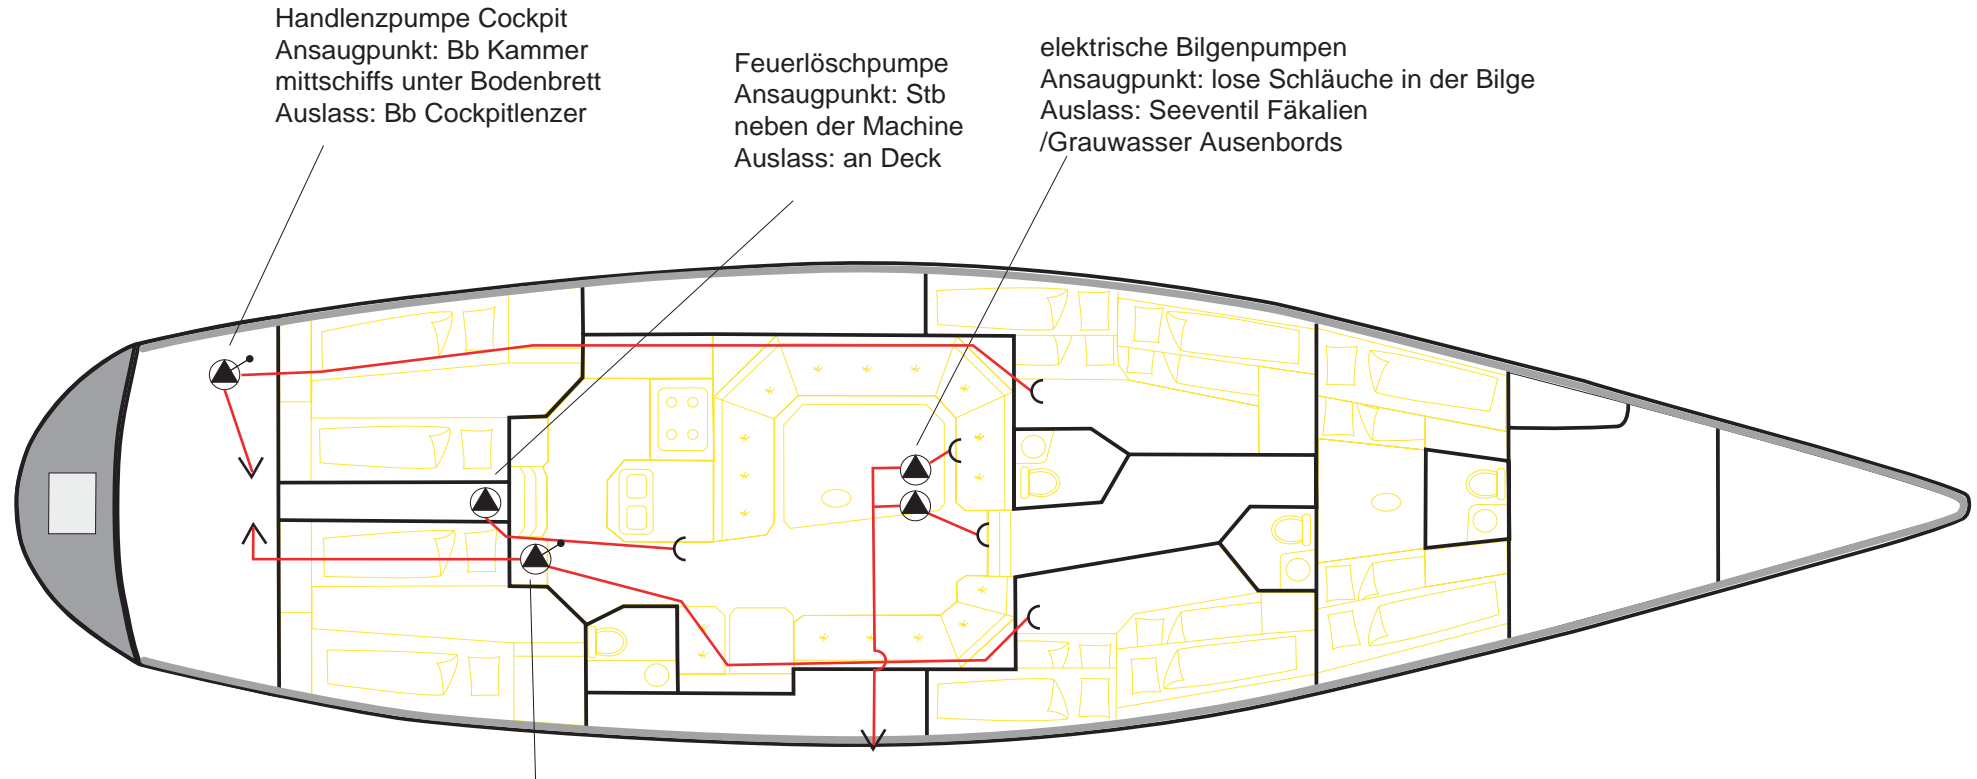 Handlenzpumpe Cockpit
Ansaugpunkt: Bb Kammer
mittschiffs unter Bodenbrett
Auslass: Bb Cockpitlenzer
Feuerlöschpumpe
Ansaugpunkt: Stb
neben der Machine
Auslass: an Deck
elektrische Bilgenpumpen
Ansaugpunkt: lose Schläuche in der Bilge
Auslass: Seeventil Fäkalien
/Grauwasser Ausenbords